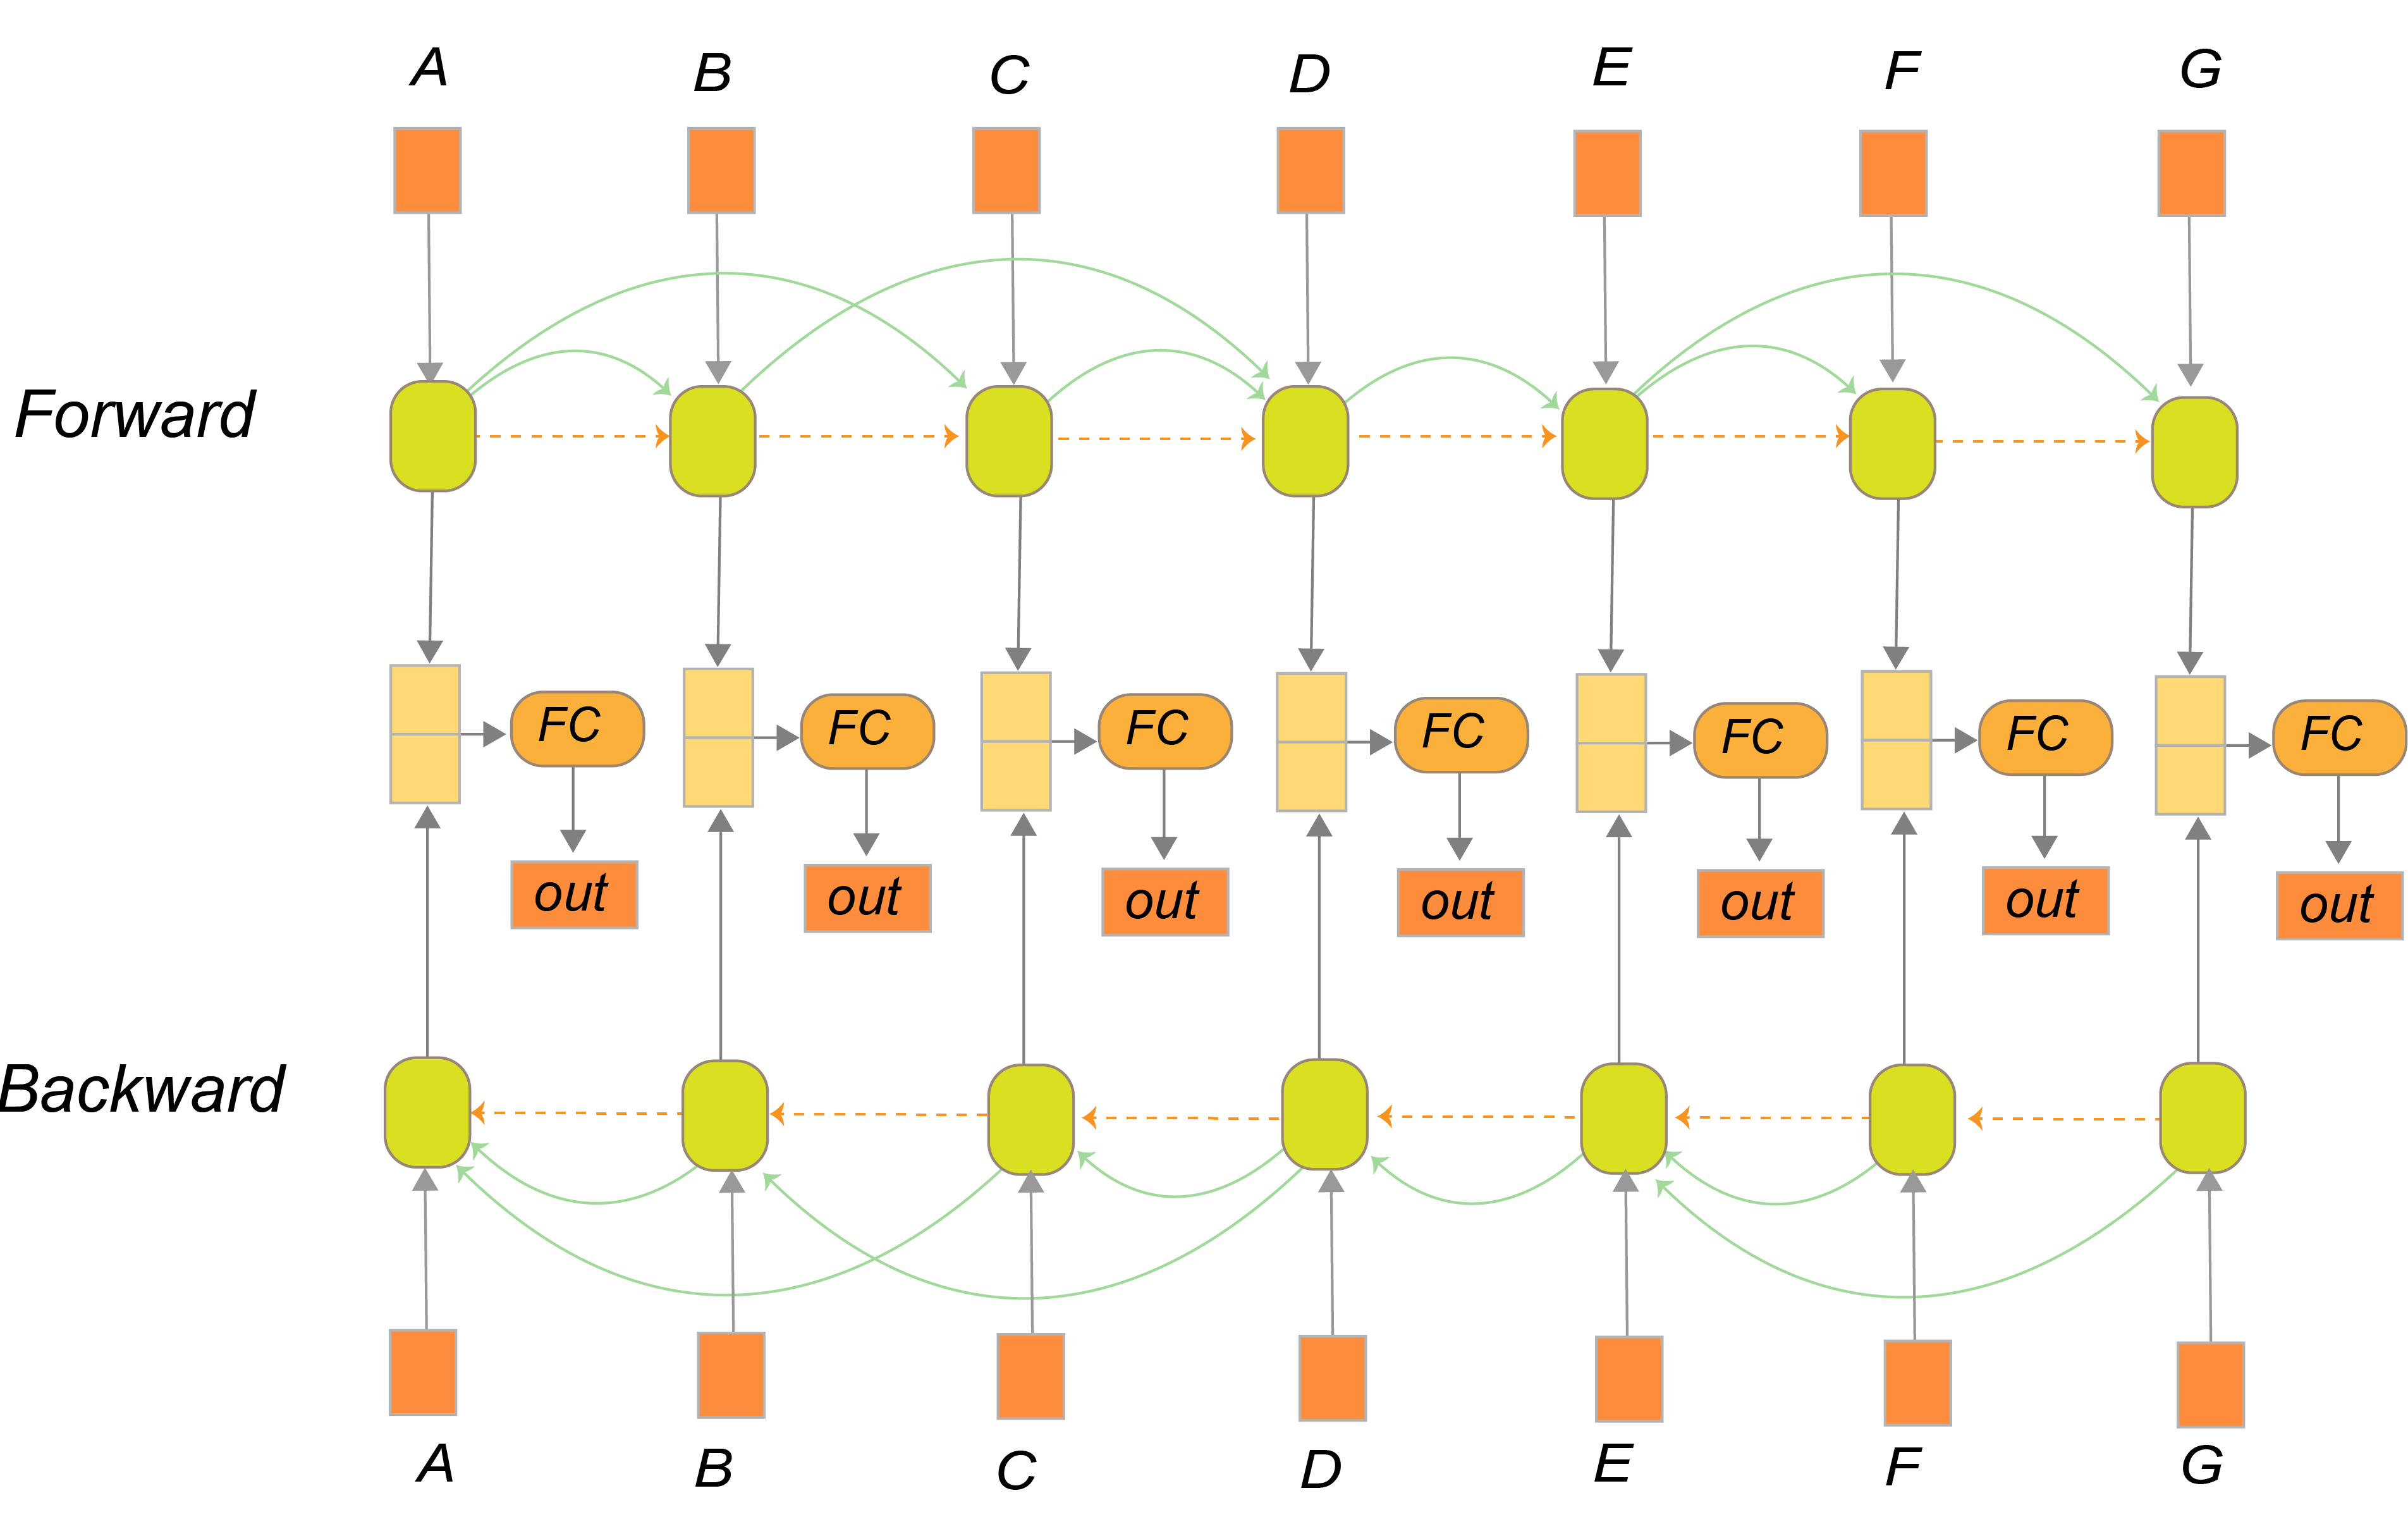 A B C D E F G
Forward
FC FC FC FC FC FC FC
out out out out out out out
Backward
A B C D E F G